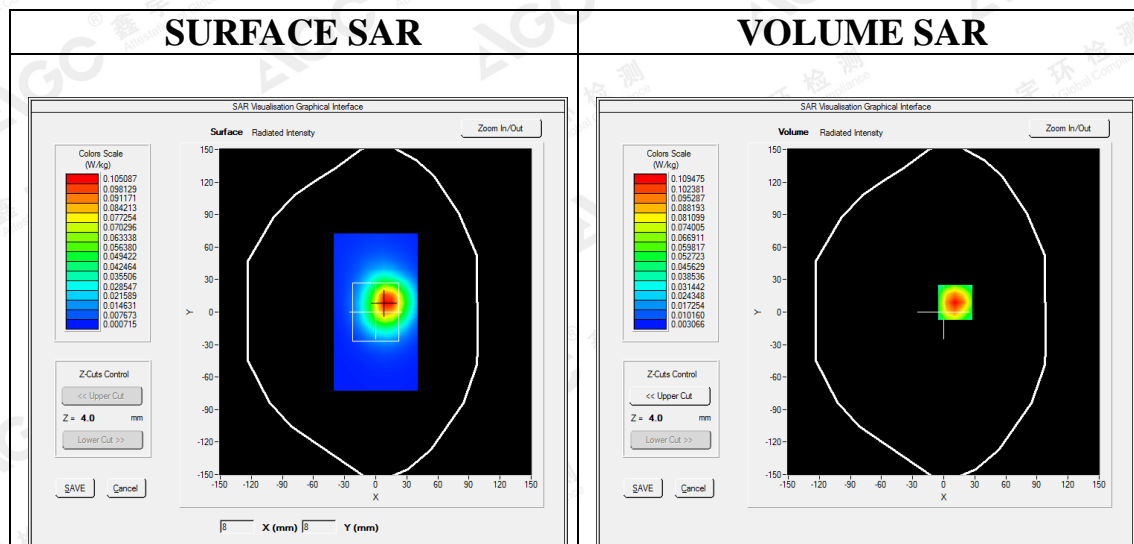 SURFACE SAR
VOLUME SAR
SAR Visualisation Graphical Interface
Surface Radiated Intensity
Zoom In/Out
Colors Scale
(W/kg)
0.105087
0.098129
0.091171
0.084213
0.077254
0.070296
0.063338
0.056380
0.049422
0.042464
0.035506
0.028547
0.021589
0.014631
0.007673
0.000715
150
120
90
60
30
0
-30
-60
-90
-120
-150
Y
-150 -120 -90 -60 -30 0 30 60 90 120 150
X
Z-Cuts Control
<< Upper Cut
Z = 4.0 mm
Lower Cut >>
SAVE Cancel
8 X (mm) 8 Y (mm)
SAR Visualisation Graphical Interface
Volume Radiated Intensity
Zoom In/Out
Colors Scale
(W/kg)
0.109475
0.102381
0.095287
0.088193
0.081099
0.074005
0.066911
0.059817
0.052723
0.045629
0.038536
0.031442
0.024348
0.017254
0.010160
0.003066
150
120
90
60
30
0
-30
-60
-90
-120
-150
Y
-150 -120 -90 -60 -30 0 30 60 90 120 150
X
Z-Cuts Control
<< Upper Cut
Z = 4.0 mm
Lower Cut >>
SAVE Cancel